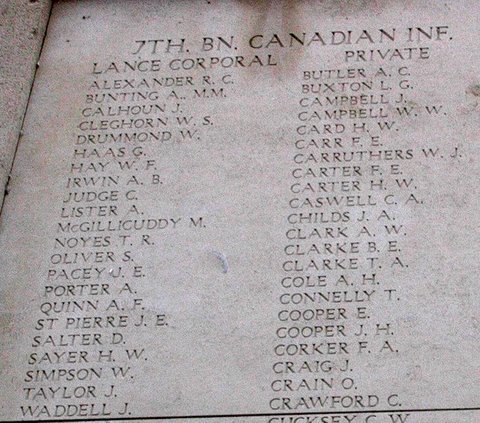 7TH. BN. CANADIAN INF.
LANCE CORPORAL
ALEXANDER R. C.
BUNTING A., M.M.
CALHOUN J.
CLEGHORN W. S.
DRUMMOND W.
HAAS G.
HAY W. F.
IRWIN A. B.
JUDGE C.
LISTER A.
McGILLICUDDY M.
NOYES T. R.
OLIVER S.
PACEY J. E.
PORTER A.
QUINN A. F.
ST PIERRE J. E.
SALTER D.
SAYER H. W.
SIMPSON W.
TAYLOR J.
WADDELL J.
PRIVATE
BUTLER A. C.
BUXTON L. G.
CAMPBELL J.
CAMPBELL W. W.
CARD H. W.
CARR F. E.
CARRUTHERS W. J.
CARTER F. E.
CARTER H. W.
CASWELL C. A.
CHILDS J. A.
CLARK A. W.
CLARKE B. E.
CLARKE T. A.
COLE A. H.
CONNELLY T.
COOPER E.
COOPER J. H.
CORKER F. A.
CRAIG J.
CRAIN O.
CRAWFORD C.
CUCKSEY C. W.